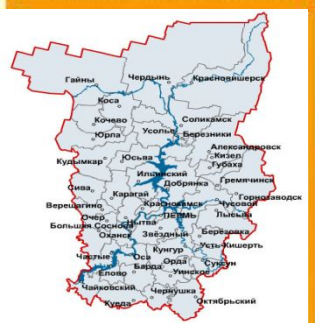 Гайны
Чердынь
Красновишерск
Коса
Кочево
Соликамск
Усолье
Березники
Юрла
Александровск
Кизел
Губаха
Кудымкар
Юсьва
Ильинский
Добрянка
Гремячинск
Сива
Карагай
Горнозаводск
Верещагино
Краснокамск
Чусовой
Очер
ПЕРМЬ
Лысьва
Большая Соснова
Нытва
Оханск
Звёздный
Березовка
Частые
Оса
Кунгур
Усть-Кишерть
Елово
Барда
Орда
Суксун
Уинское
Чайковский
Чернушка
Куеда
Октябрьский